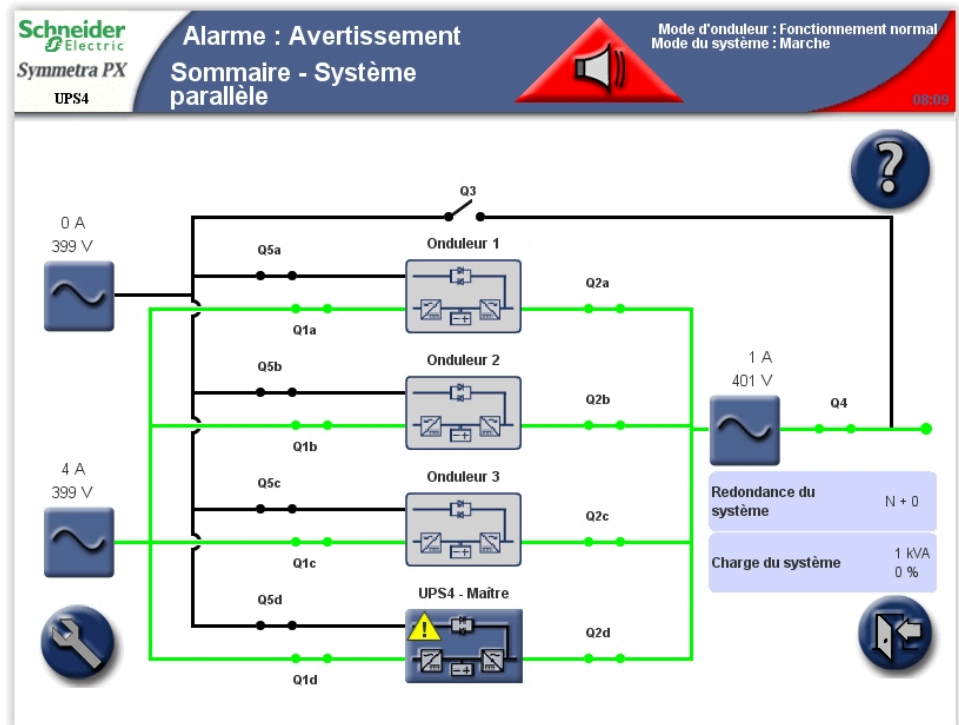 Schneider
Electric
Symmetra PX
UPS4
Alarme : Avertissement
Sommaire - Système
parallèle
Mode d'onduleur : Fonctionnement normal
Mode du système : Marche
08:09
?
Q3
0 A
399 V
Q5a
Onduleur 1
Q2a
Q1a
Q5b
Onduleur 2
Q2b
Q1b
1 A
401 V
Q4
4 A
399 V
Q5c
Onduleur 3
Q2c
Q1c
Redondance du
système
N + 0
Charge du système
1 kVA
0 %
Q5d
UPS4 - Maître
!
Q2d
Q1d